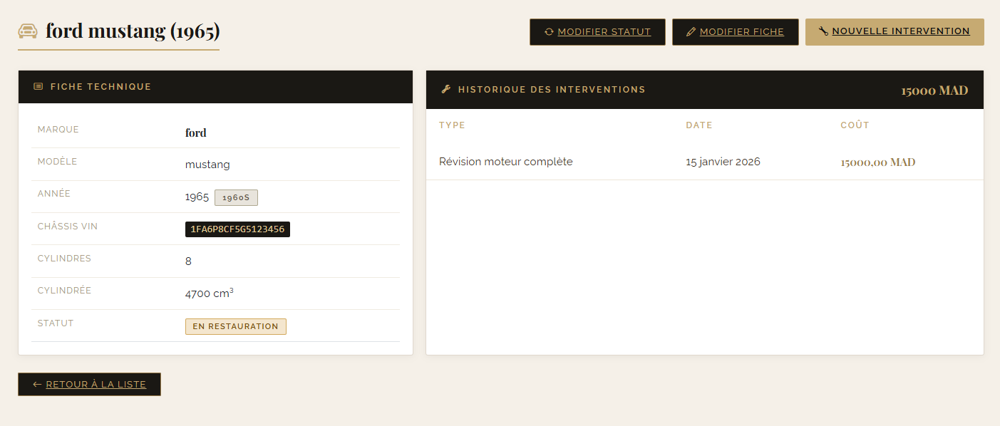 ford mustang (1965)
MODIFIER STATUT
MODIFIER FICHE
NOUVELLE INTERVENTION
FICHE TECHNIQUE
MARQUE ford
MODÈLE mustang
ANNÉE 1965 1960S
CHÂSSIS VIN 1FA6P8CF5G5123456
CYLINDRES 8
CYLINDRÉE 4700 cm³
STATUT EN RESTAURATION
HISTORIQUE DES INTERVENTIONS 15000 MAD
TYPE DATE COÛT
Révision moteur complète 15 janvier 2026 15000,00 MAD
← RETOUR À LA LISTE